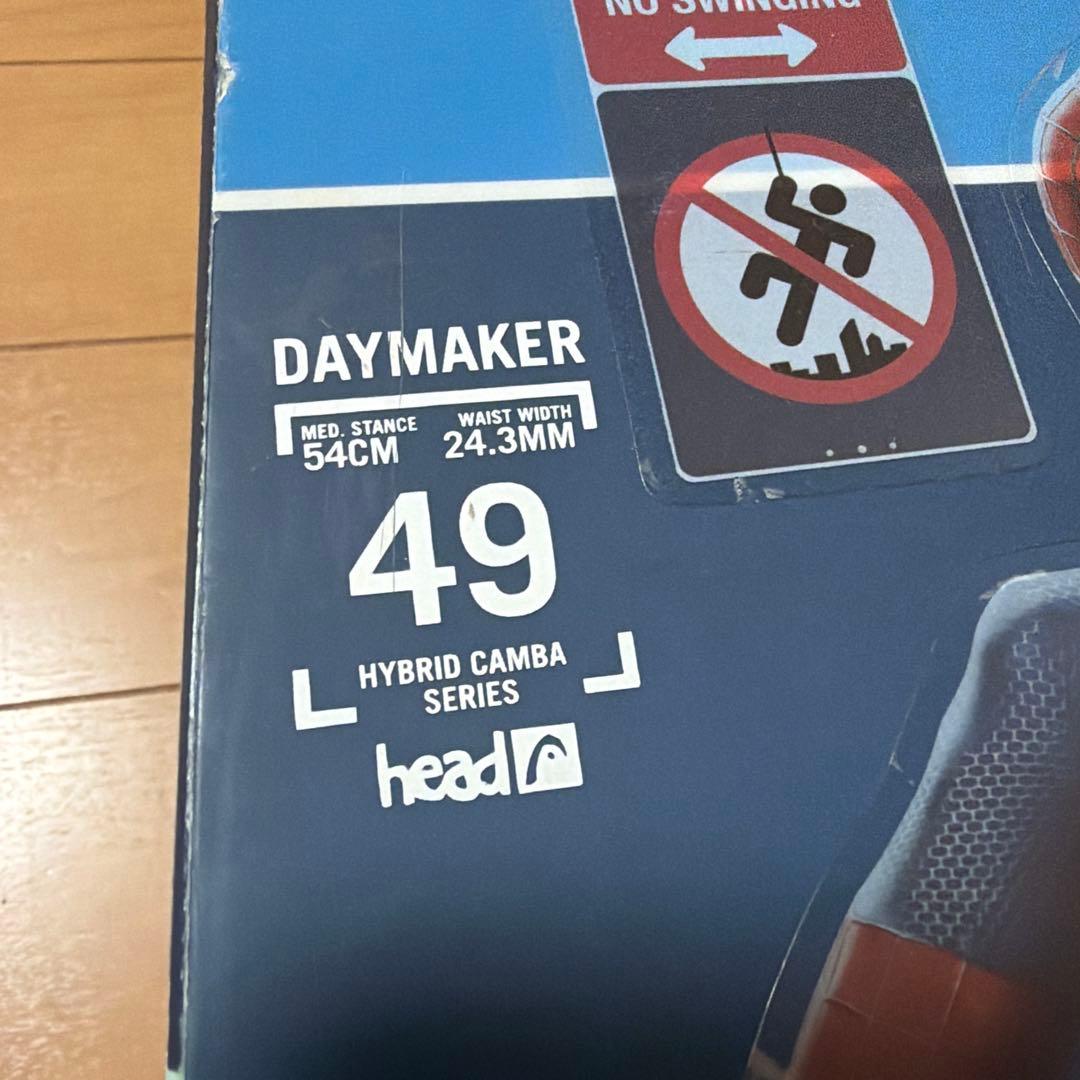 NO SWINGING
DAYMAKER
MED. STANCE WAIST WIDTH
54CM 24.3MM
49
HYBRID CAMBA
SERIES
head